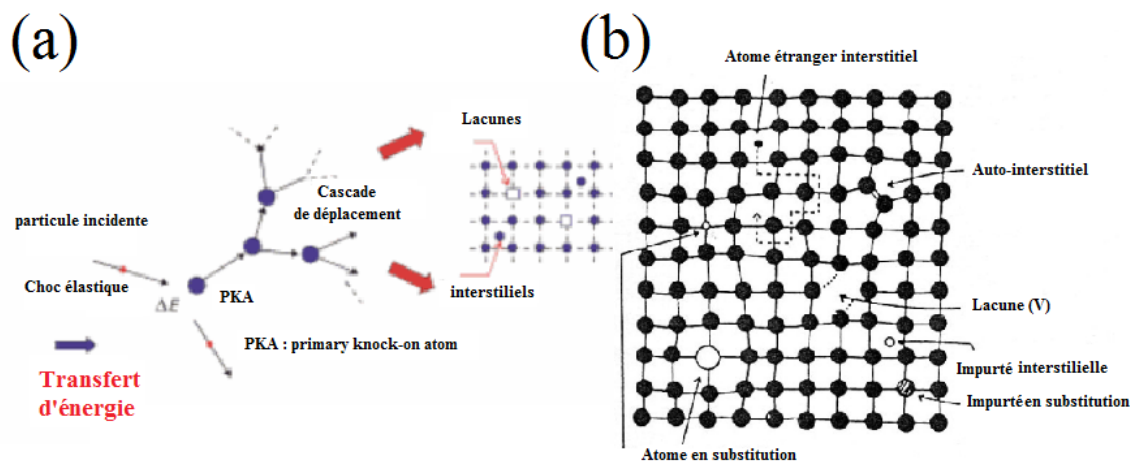 (a)
particule incidente
Choc élastique
ΔE
PKA
Transfert
d'énergie
PKA : primary knock-on atom
Cascade
de déplacement
Lacunes
interstiliels
(b)
Atome étranger interstitiel
Auto-interstitiel
Lacune (V)
Impurté interstilielle
Impurtéen substitution
Atome en substitution